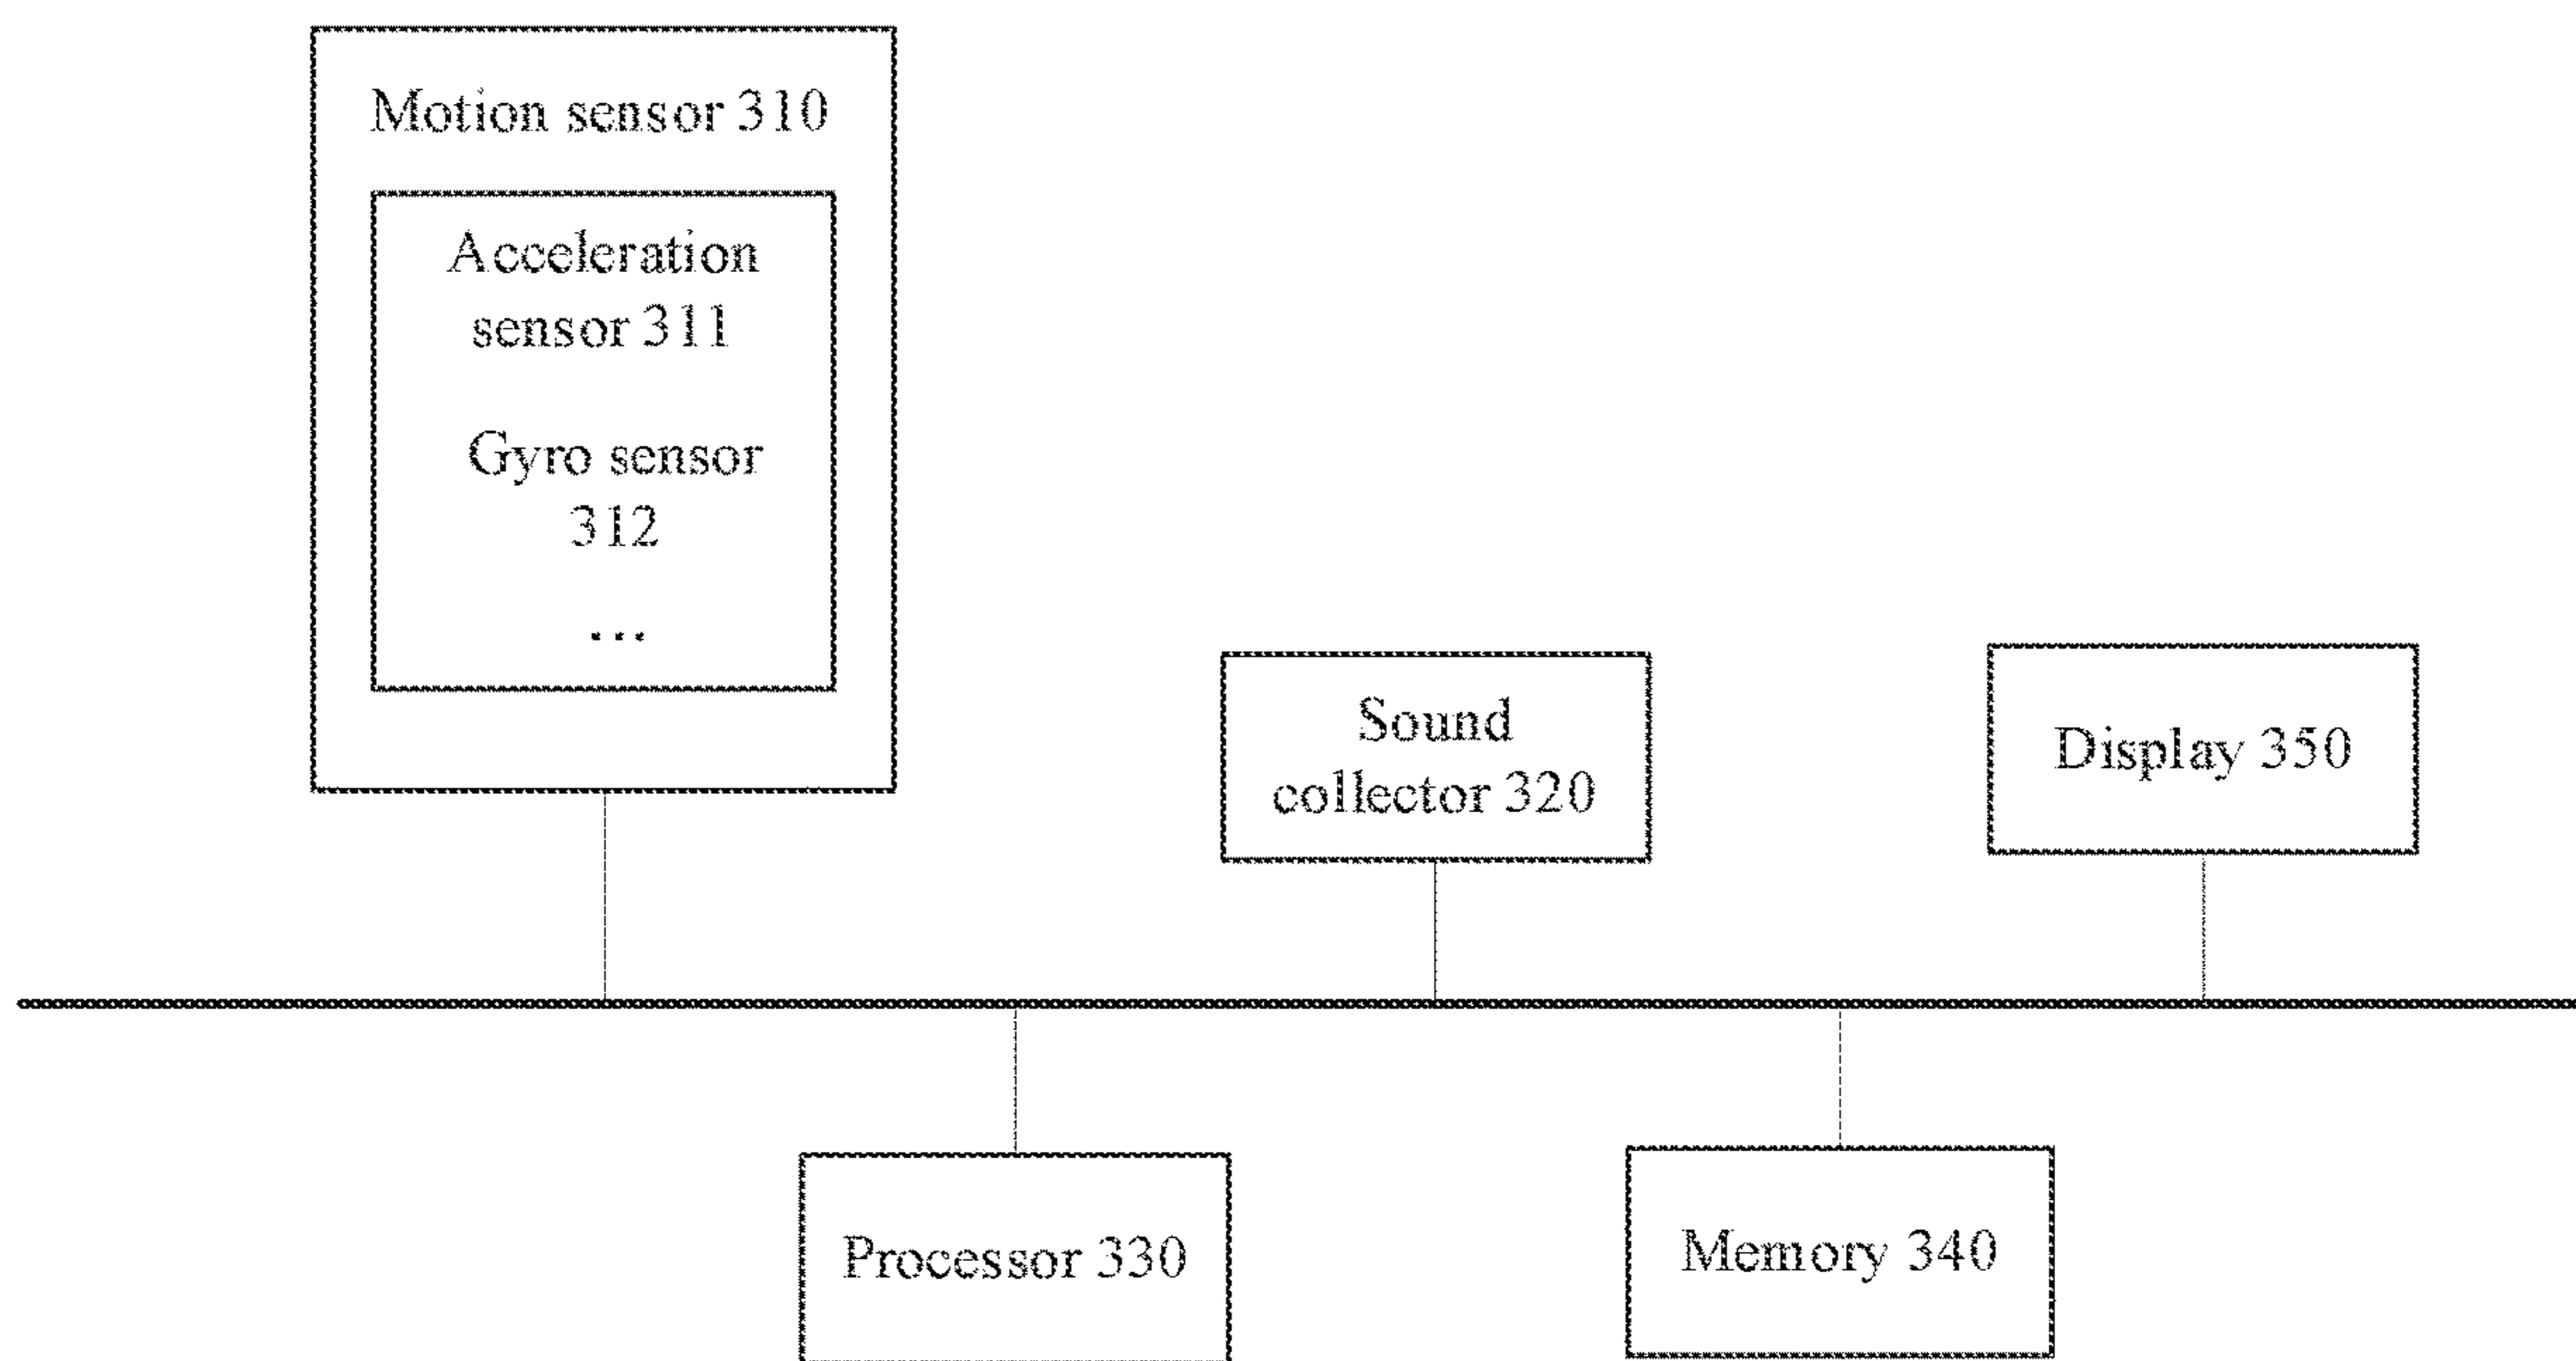 Motion sensor 310
Acceleration
sensor 311
Gyro sensor
312
...
Sound
collector 320
Display 350
Processor 330
Memory 340